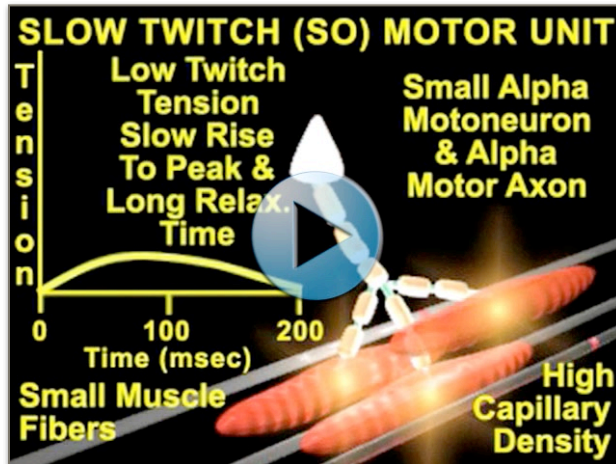 SLOW TWITCH (SO) MOTOR UNIT
Tension
Low Twitch
Tension
Slow Rise
To Peak &
Long Relax.
Time
Small Alpha
Motoneuron
& Alpha
Motor Axon
0 100 200
Time (msec)
Small Muscle
Fibers
High
Capillary
Density